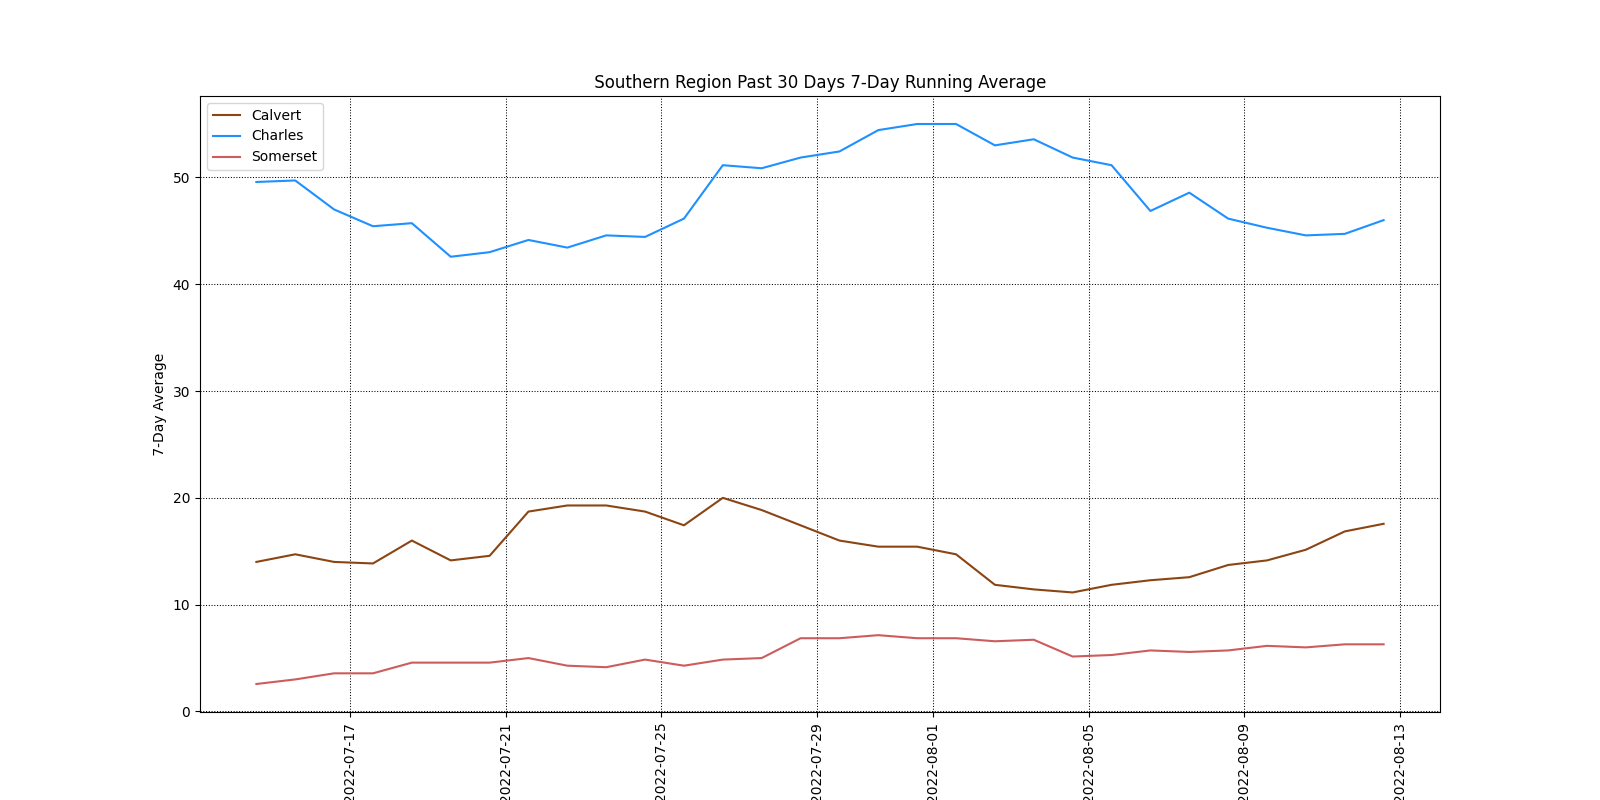 Southern Region Past 30 Days 7-Day Running Average
Calvert
Charles
Somerset
50
40
30
20
10
0
7-Day Average
2022-07-17
2022-07-21
2022-07-25
2022-07-29
2022-08-01
2022-08-05
2022-08-09
2022-08-13